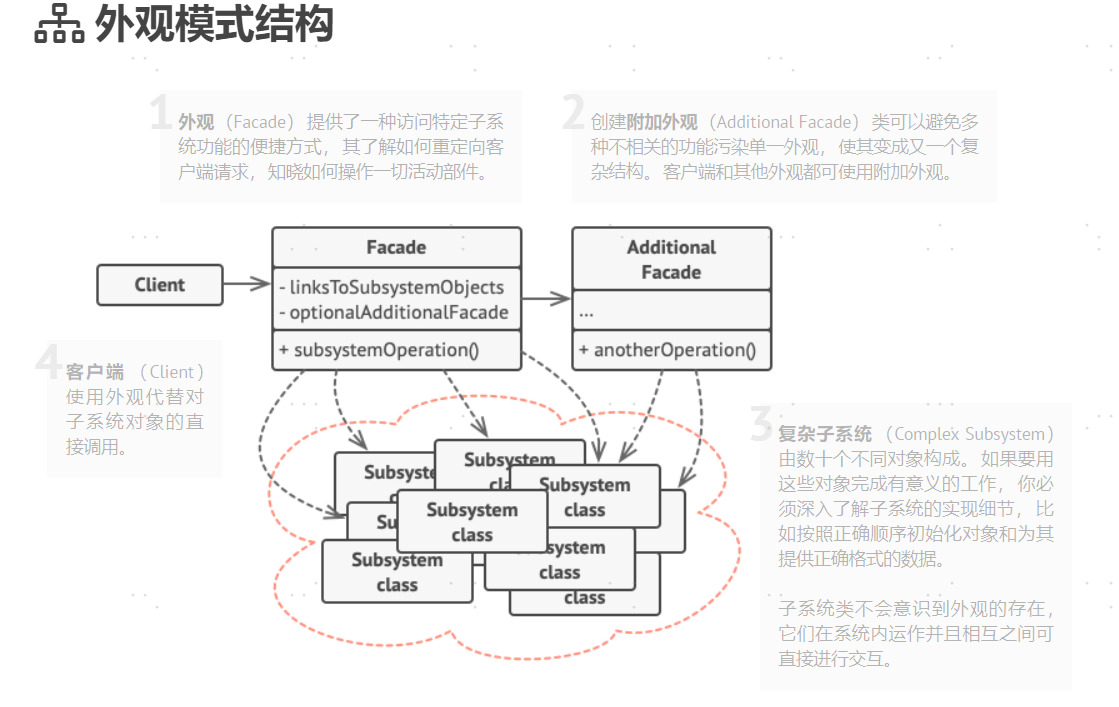 外观模式结构
1
外观 （Facade） 提供了一种访问特定子系
统功能的便捷方式， 其了解如何重定向客
户端请求， 知晓如何操作一切活动部件。
2
创建附加外观 （Additional Facade） 类可以避免多
种不相关的功能污染单一外观， 使其变成又一个复
杂结构。 客户端和其他外观都可使用附加外观。
Client
Facade
- linksToSubsystemObjects
- optionalAdditionalFacade
+ subsystemOperation()
Additional
Facade
...
+ anotherOperation()
4
客户端 （Client）
使用外观代替对
子系统对象的直
接调用。
3
复杂子系统 （Complex Subsystem）
由数十个不同对象构成。 如果要用
这些对象完成有意义的工作， 你必
须深入了解子系统的实现细节， 比
如按照正确顺序初始化对象和为其
提供正确格式的数据。
子系统类不会意识到外观的存在，
它们在系统内运作并且相互之间可
直接进行交互。
Subsystem
Subsystem
class
Subsystem
class
Subsystem
class
class